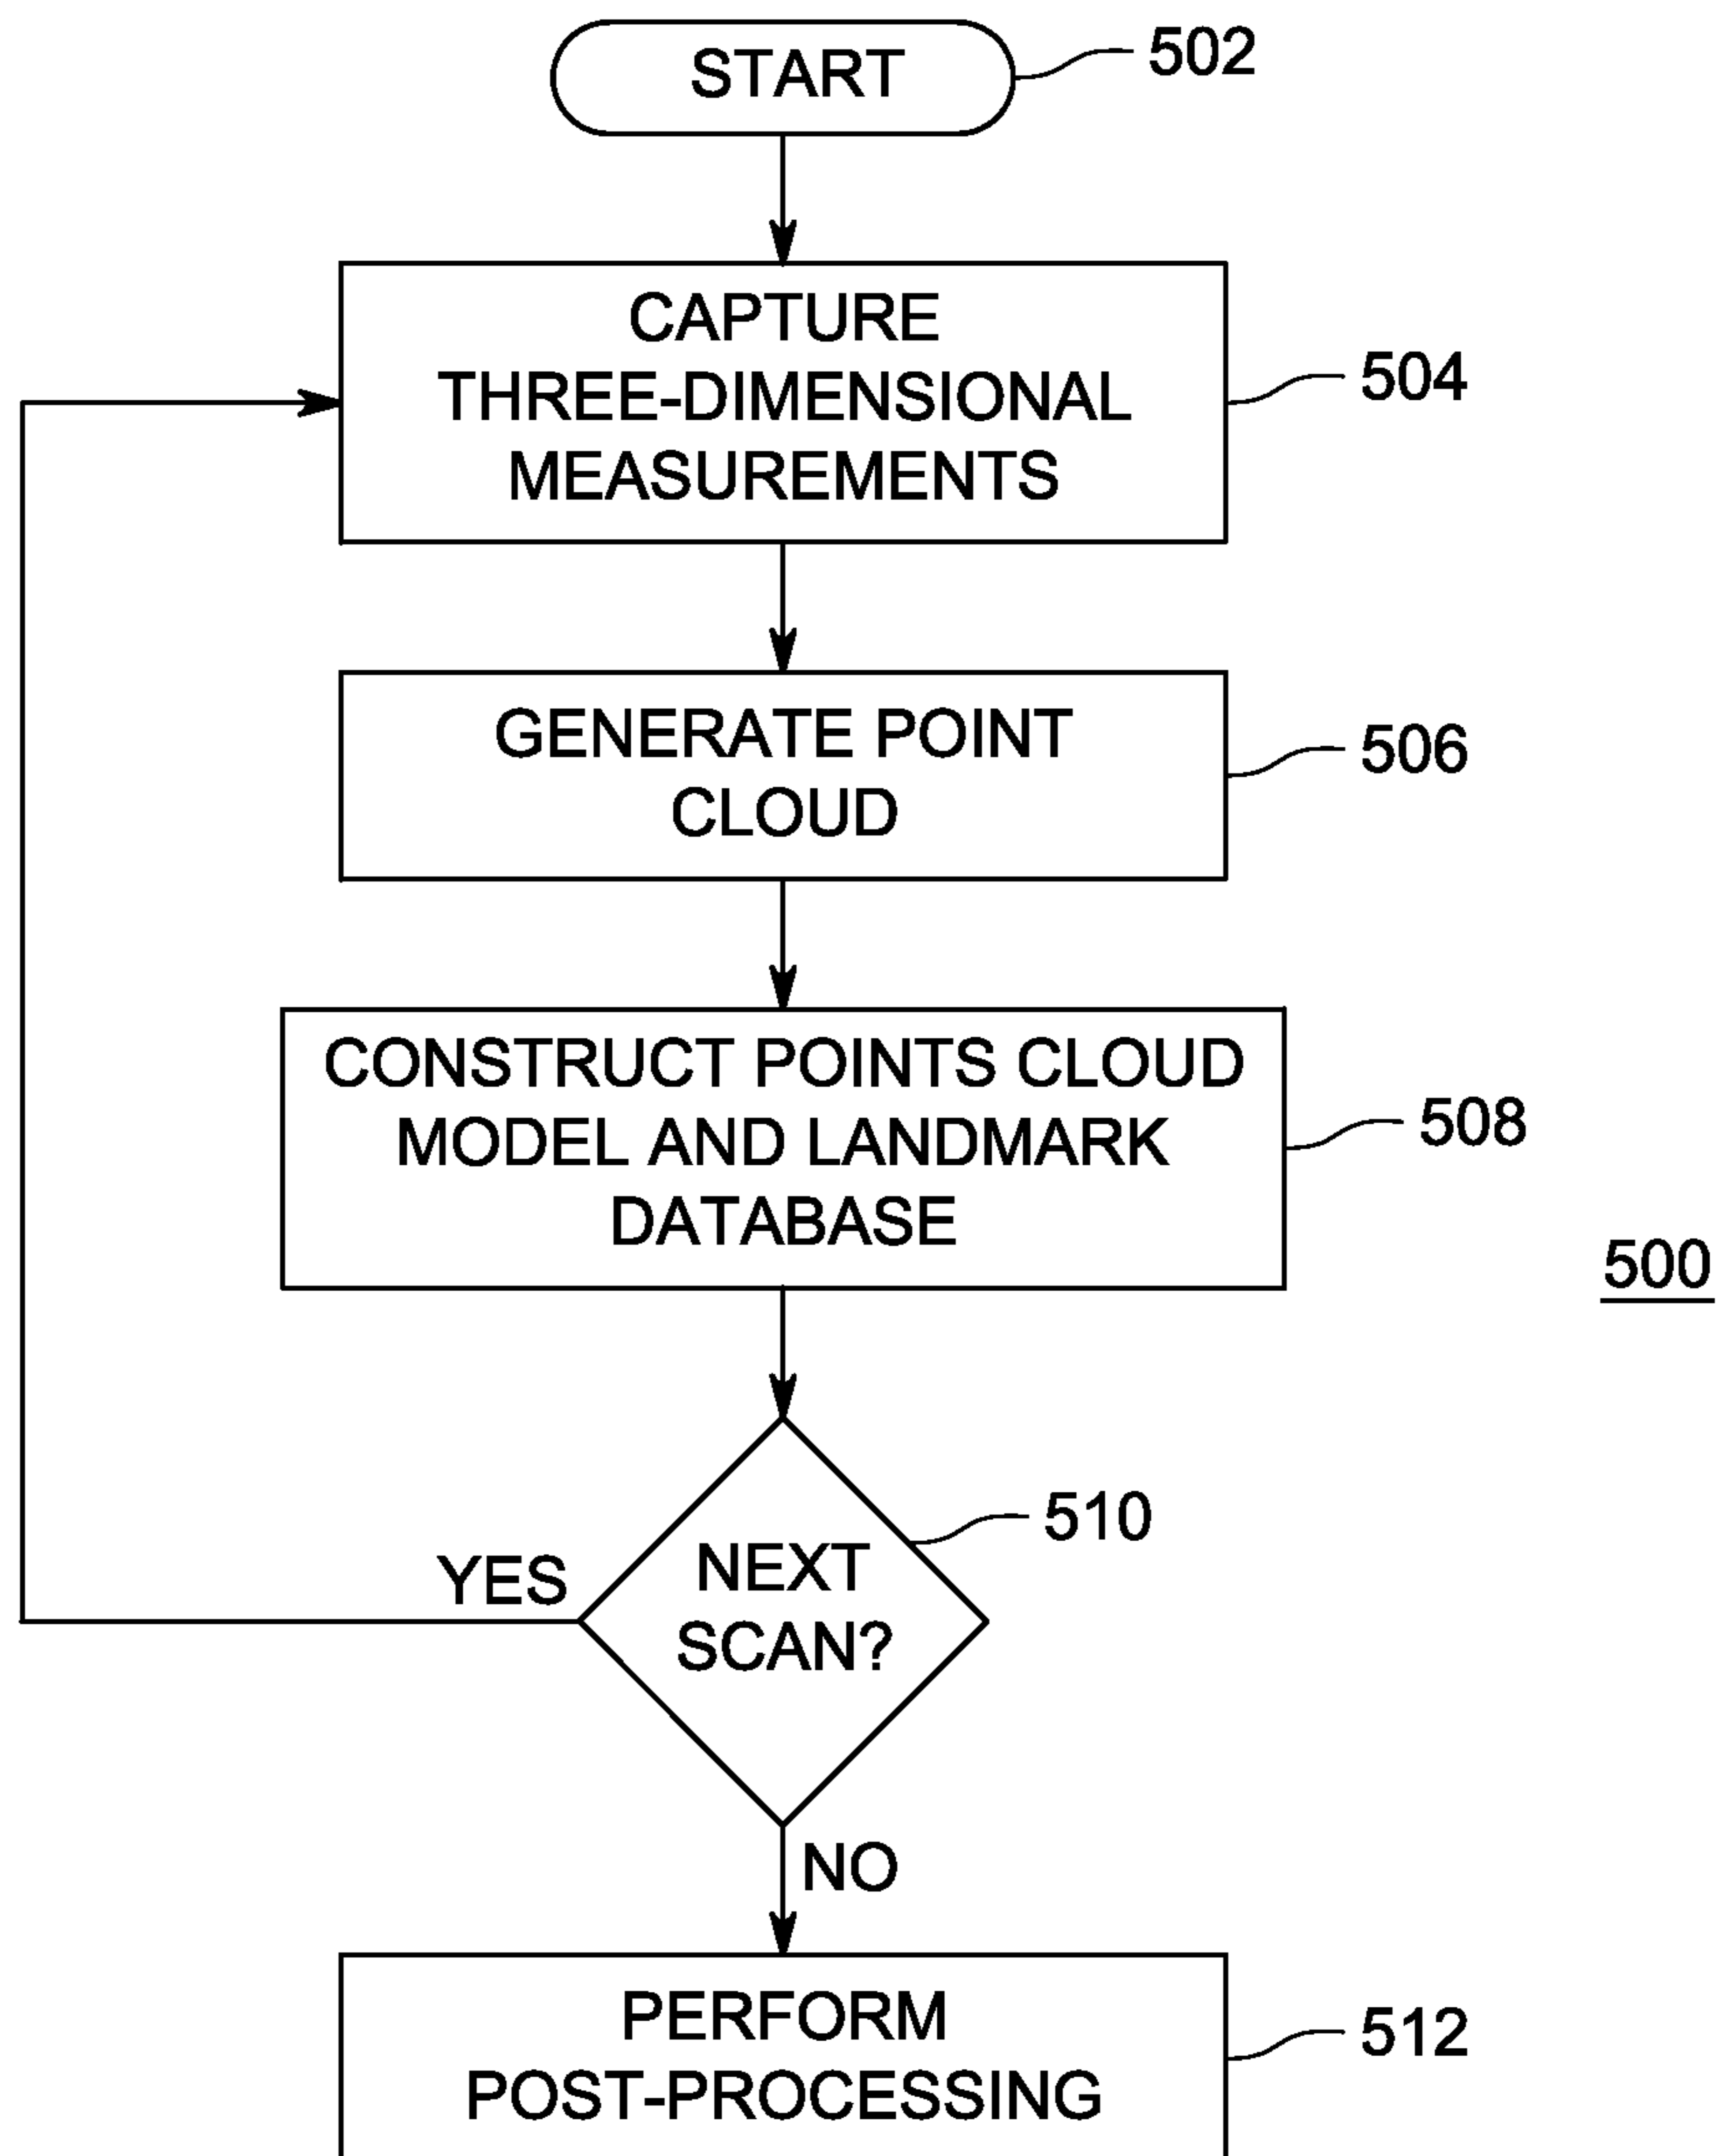 START
502
CAPTURE
THREE-DIMENSIONAL
MEASUREMENTS
504
GENERATE POINT
CLOUD
506
CONSTRUCT POINTS CLOUD
MODEL AND LANDMARK
DATABASE
508
500
NEXT
SCAN?
510
YES
NO
PERFORM
POST-PROCESSING
512